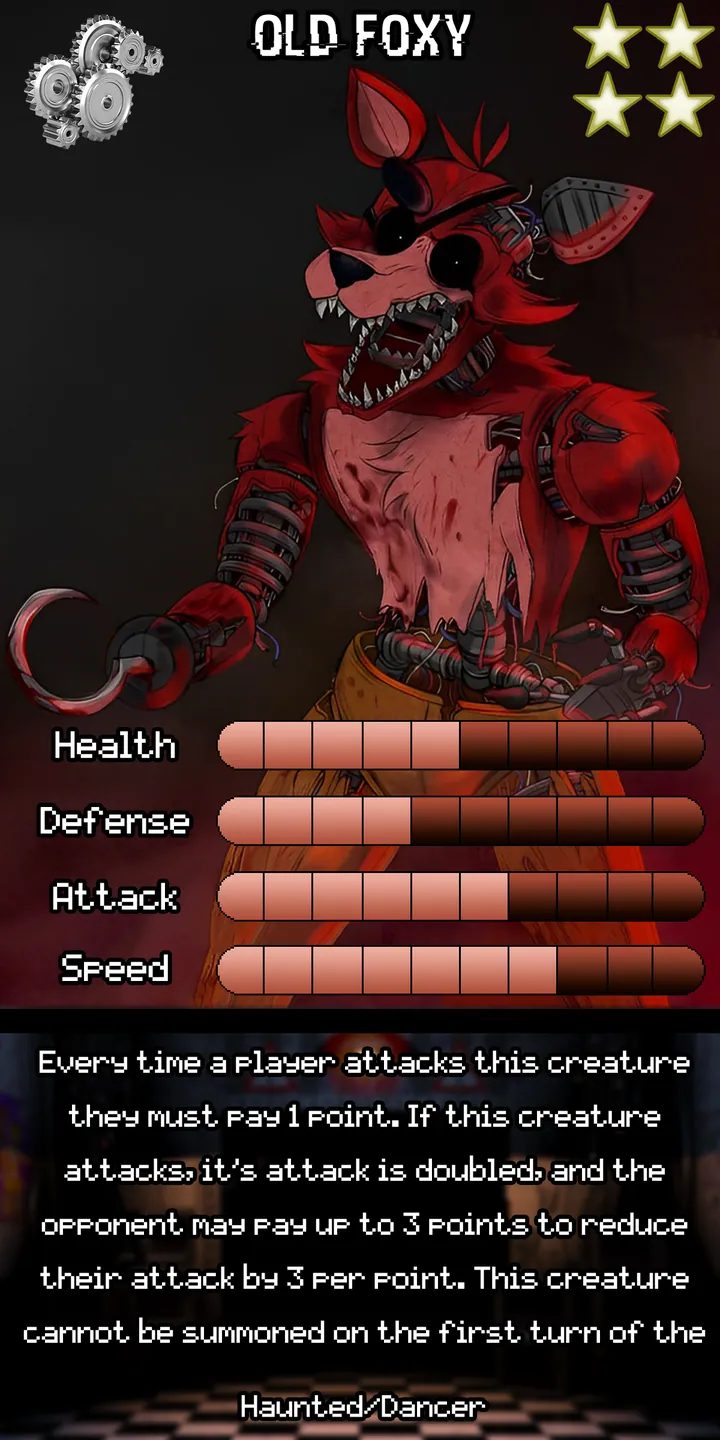 OLD FOXY
Health
Defense
Attack
Speed
Every time a player attacks this creature
they must pay 1 point. If this creature
attacks, it's attack is doubled, and the
opponent may pay up to 3 points to reduce
their attack by 3 per point. This creature
cannot be summoned on the first turn of the
Haunted/Dancer